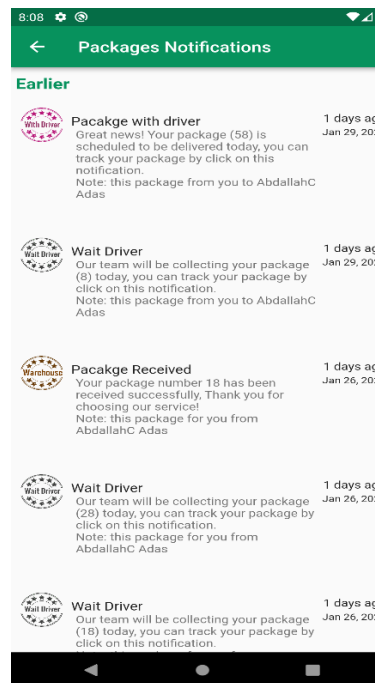 8:08
Packages Notifications
Earlier
With Driver
Pacakge with driver
1 days ag
Great news! Your package (58) is
Jan 29, 20
scheduled to be delivered today, you can
track your package by click on this
notification.
Note: this package from you to AbdallahC
Adas
Wait Driver
Wait Driver
1 days ag
Our team will be collecting your package
Jan 29, 20
(8) today, you can track your package by
click on this notification.
Note: this package from you to AbdallahC
Adas
Warehouse
Pacakge Received
1 days ag
Your package number 18 has been
Jan 26, 20
received successfully, Thank you for
choosing our service!
Note: this package for you from
AbdallahC Adas
Wait Driver
Wait Driver
1 days ag
Our team will be collecting your package
Jan 26, 20
(28) today, you can track your package by
click on this notification.
Note: this package for you from
AbdallahC Adas
Wait Driver
Wait Driver
1 days ag
Our team will be collecting your package
Jan 26, 20
(18) today, you can track your package by
click on this notification.